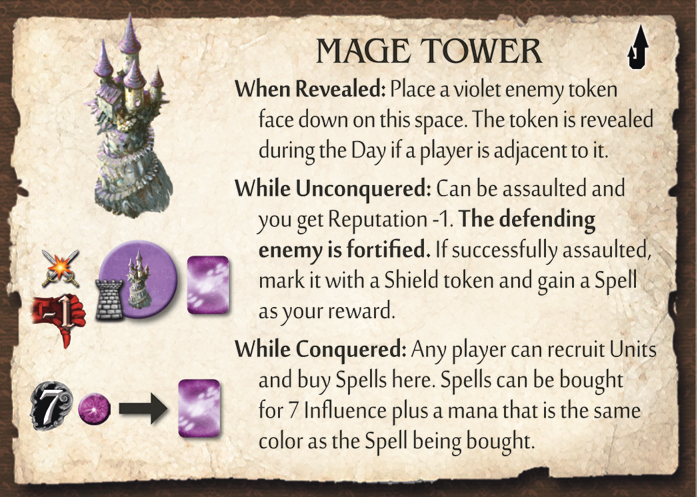 MAGE TOWER
When Revealed: Place a violet enemy token
face down on this space. The token is revealed
during the Day if a player is adjacent to it.
While Unconquered: Can be assaulted and
you get Reputation -1. The defending
enemy is fortified. If successfully assaulted,
mark it with a Shield token and gain a Spell
as your reward.
-1
While Conquered: Any player can recruit Units
and buy Spells here. Spells can be bought
for 7 Influence plus a mana that is the same
color as the Spell being bought.
7